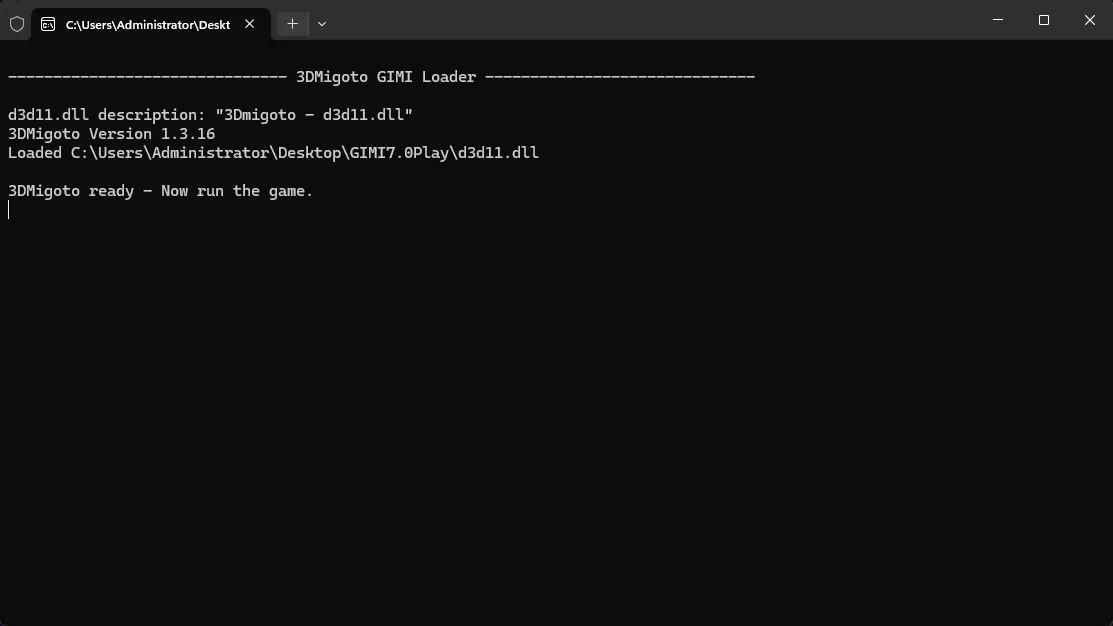 C:\Users\Administrator\Deskt
------------------------------- 3DMigoto GIMI Loader ------------------------------
d3d11.dll description: "3Dmigoto - d3d11.dll"
3DMigoto Version 1.3.16
Loaded C:\Users\Administrator\Desktop\GIMI7.0Play\d3d11.dll
3DMigoto ready - Now run the game.